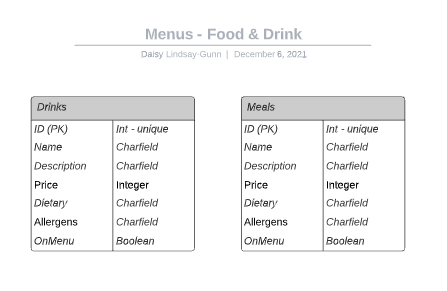 Menus - Food & Drink
Daisy Lindsay-Gunn | December 6, 2021
Drinks
ID (PK) Int - unique
Name Charfield
Description Charfield
Price Integer
Dietary Charfield
Allergens Charfield
OnMenu Boolean
Meals
ID (PK) Int - unique
Name Charfield
Description Charfield
Price Integer
Dietary Charfield
Allergens Charfield
OnMenu Boolean